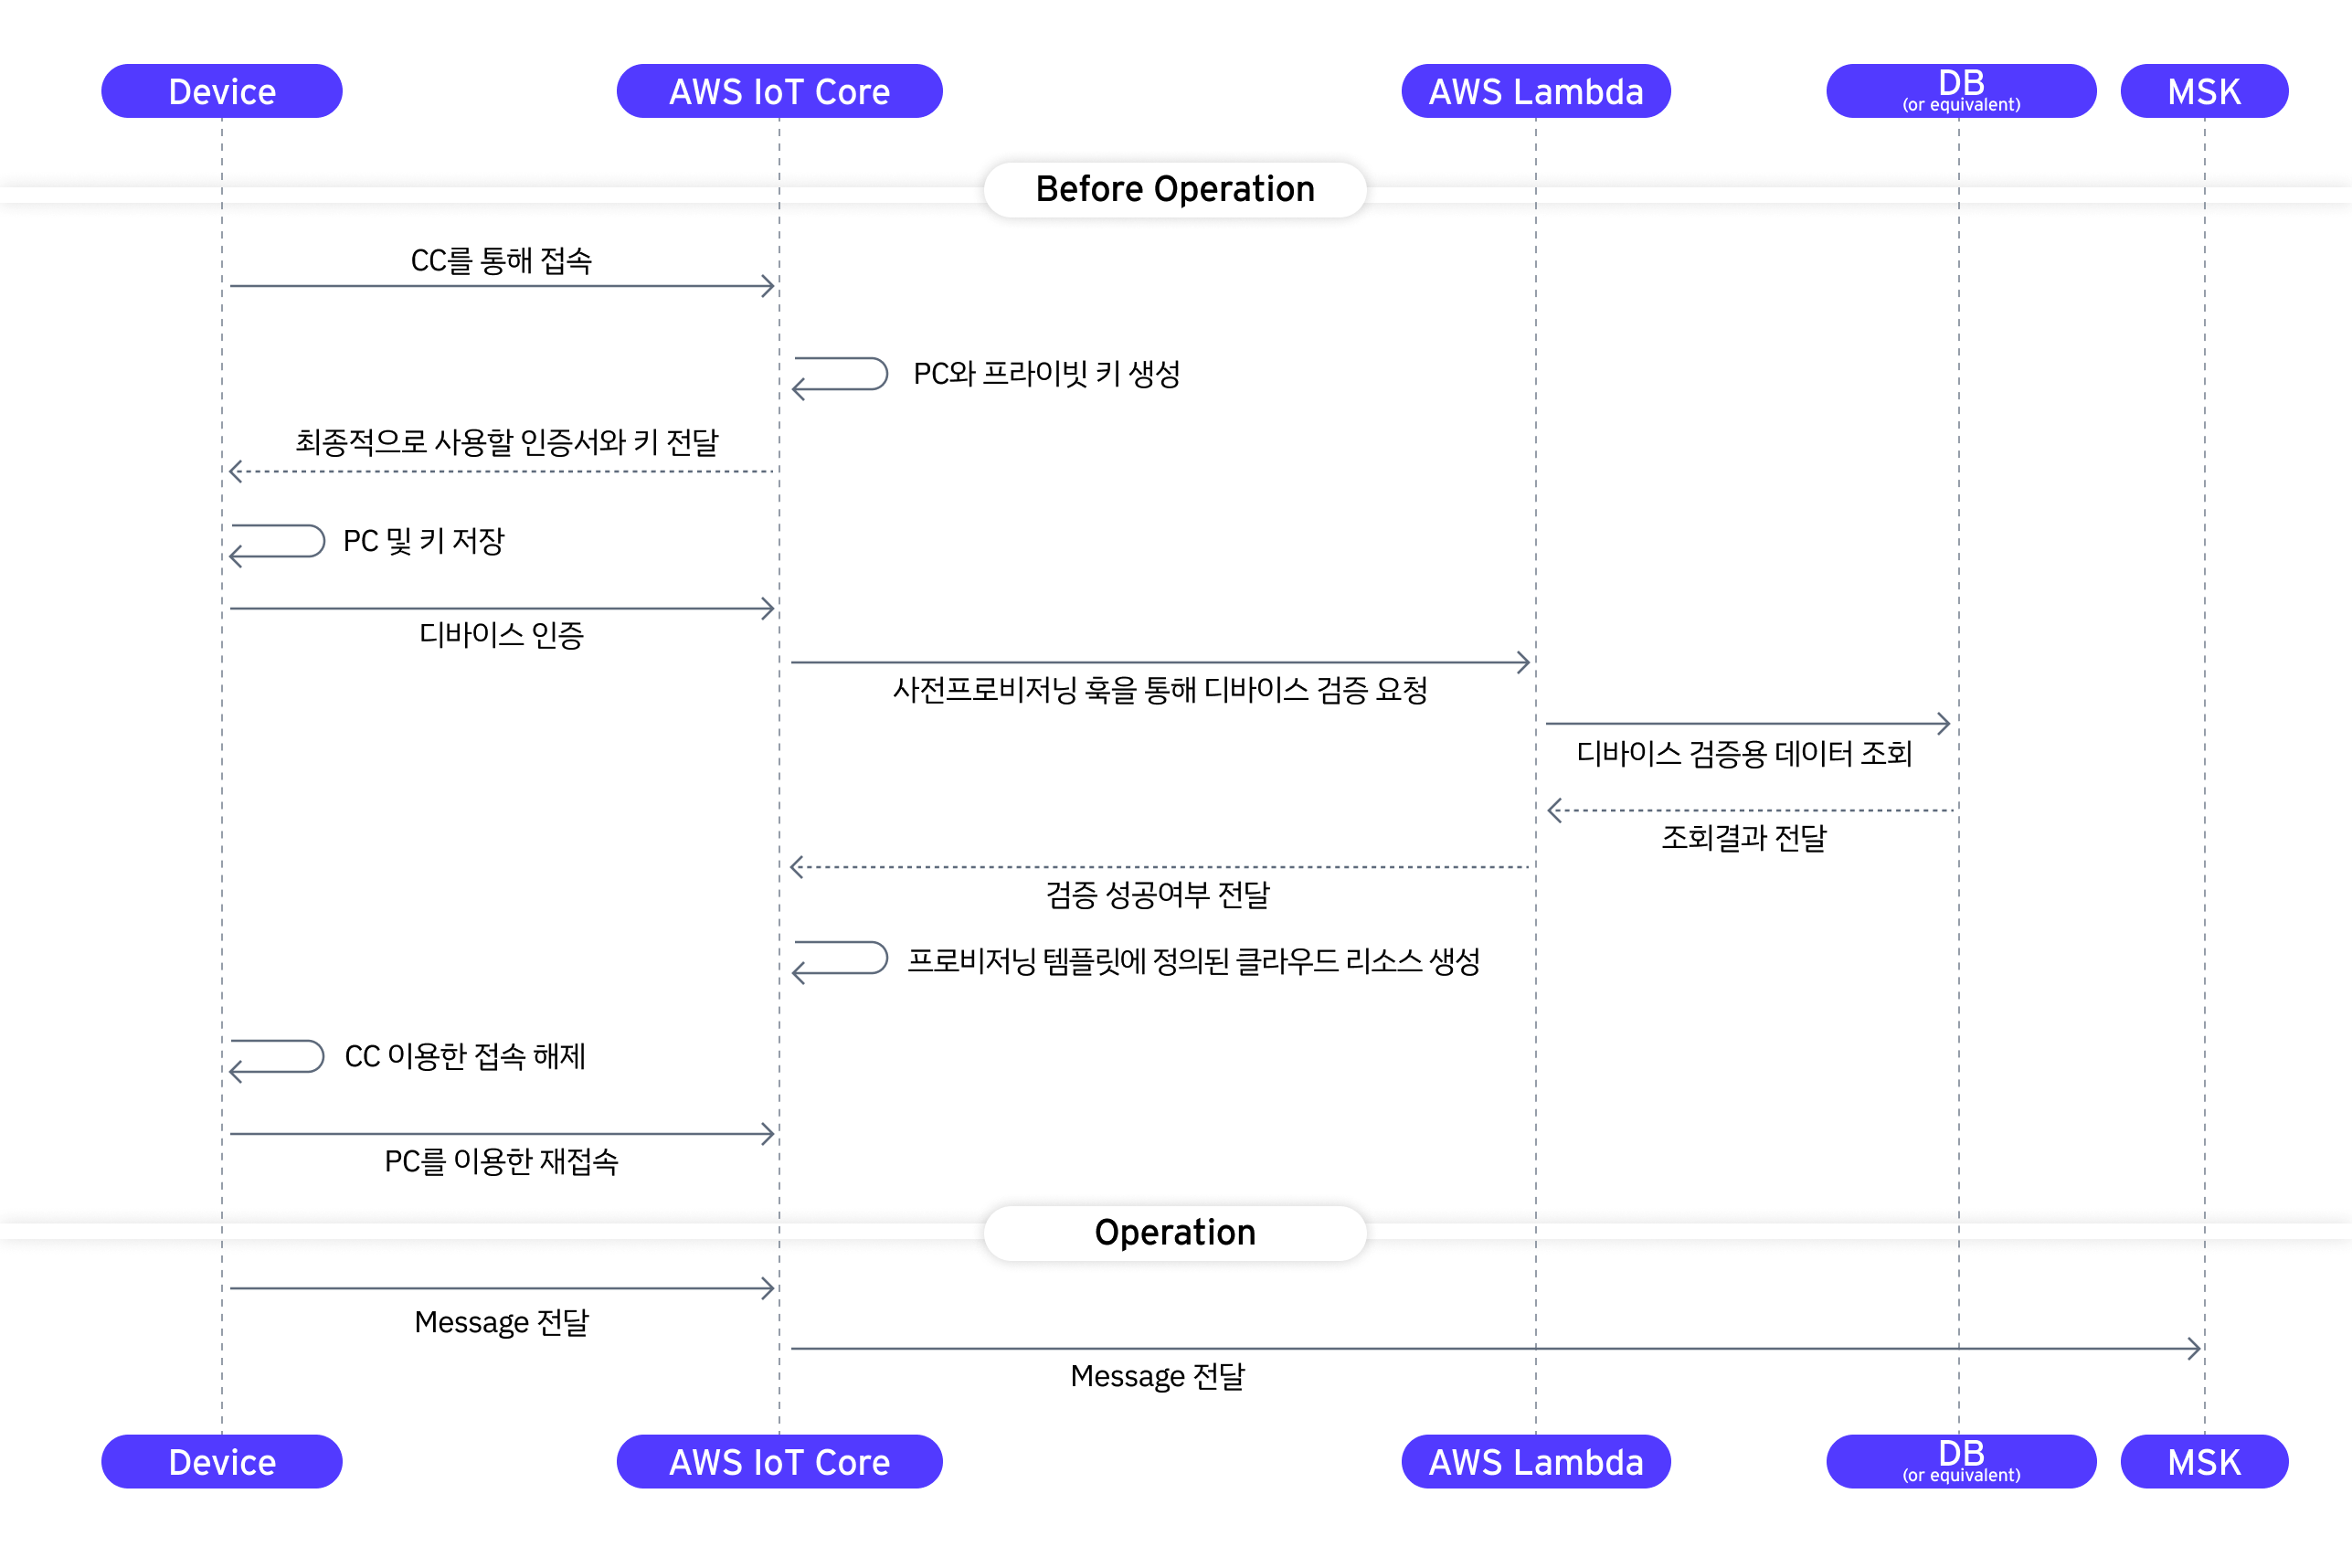 Device
AWS IoT Core
AWS Lambda
DB
(or equivalent)
MSK
Before Operation
CC를 통해 접속
PC와 프라이빗 키 생성
최종적으로 사용할 인증서와 키 전달
PC 및 키 저장
디바이스 인증
사전프로비저닝 훅을 통해 디바이스 검증 요청
디바이스 검증용 데이터 조회
조회결과 전달
검증 성공여부 전달
프로비저닝 템플릿에 정의된 클라우드 리소스 생성
CC 이용한 접속 해제
PC를 이용한 재접속
Operation
Message 전달
Message 전달
Device
AWS IoT Core
AWS Lambda
DB
(or equivalent)
MSK